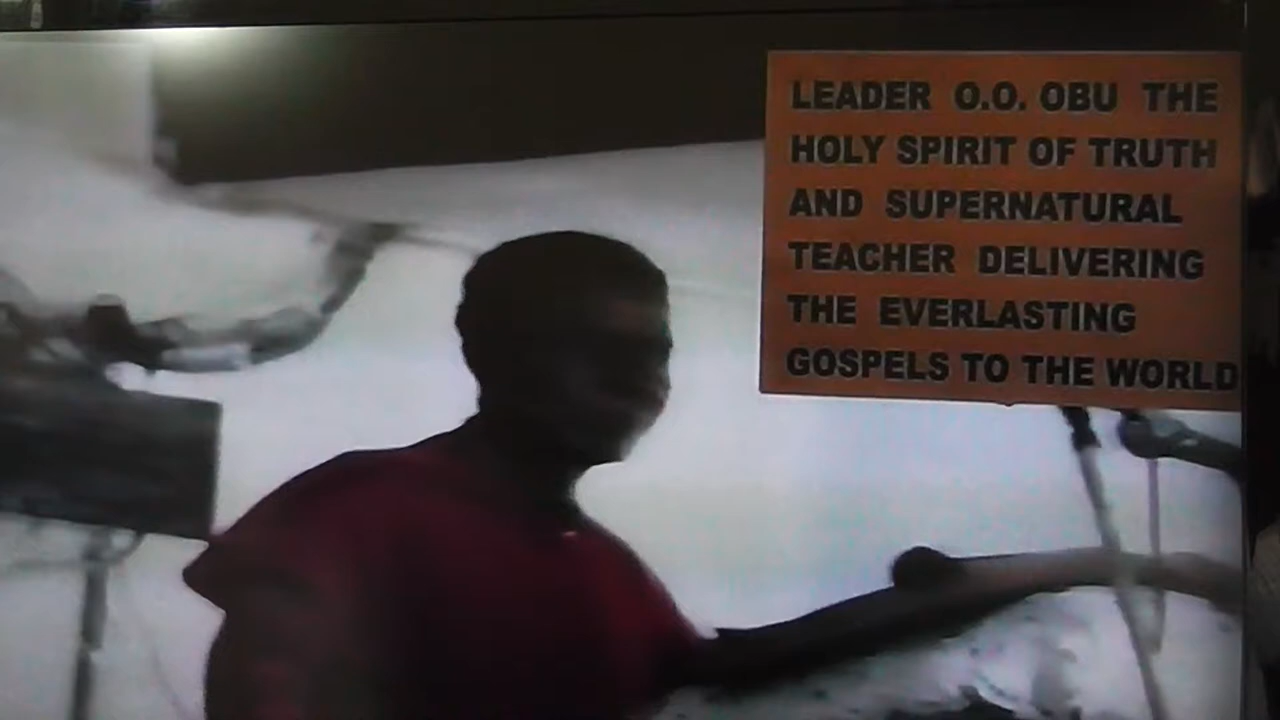 LEADER O.O. OBU THE
HOLY SPIRIT OF TRUTH
AND SUPERNATURAL
TEACHER DELIVERING
THE EVERLASTING
GOSPELS TO THE WORLD